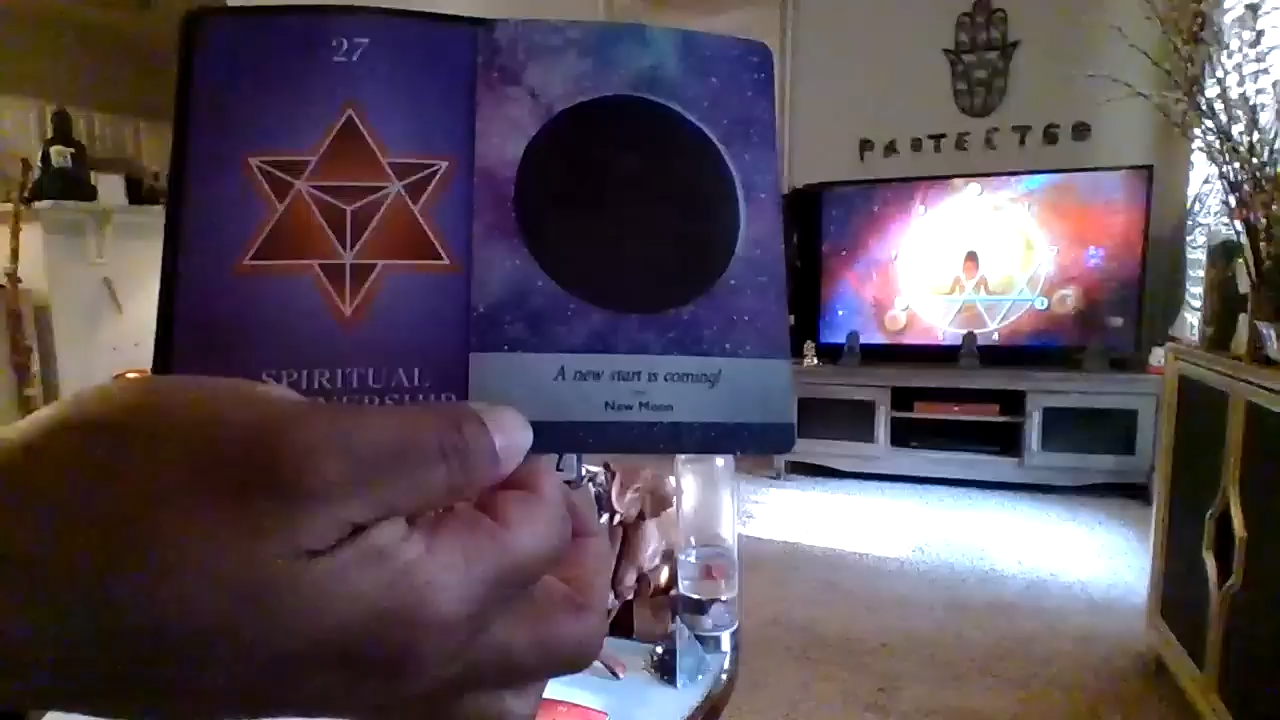 27
SPIRITUAL
A new start is coming!
New Moon
PROTECTED